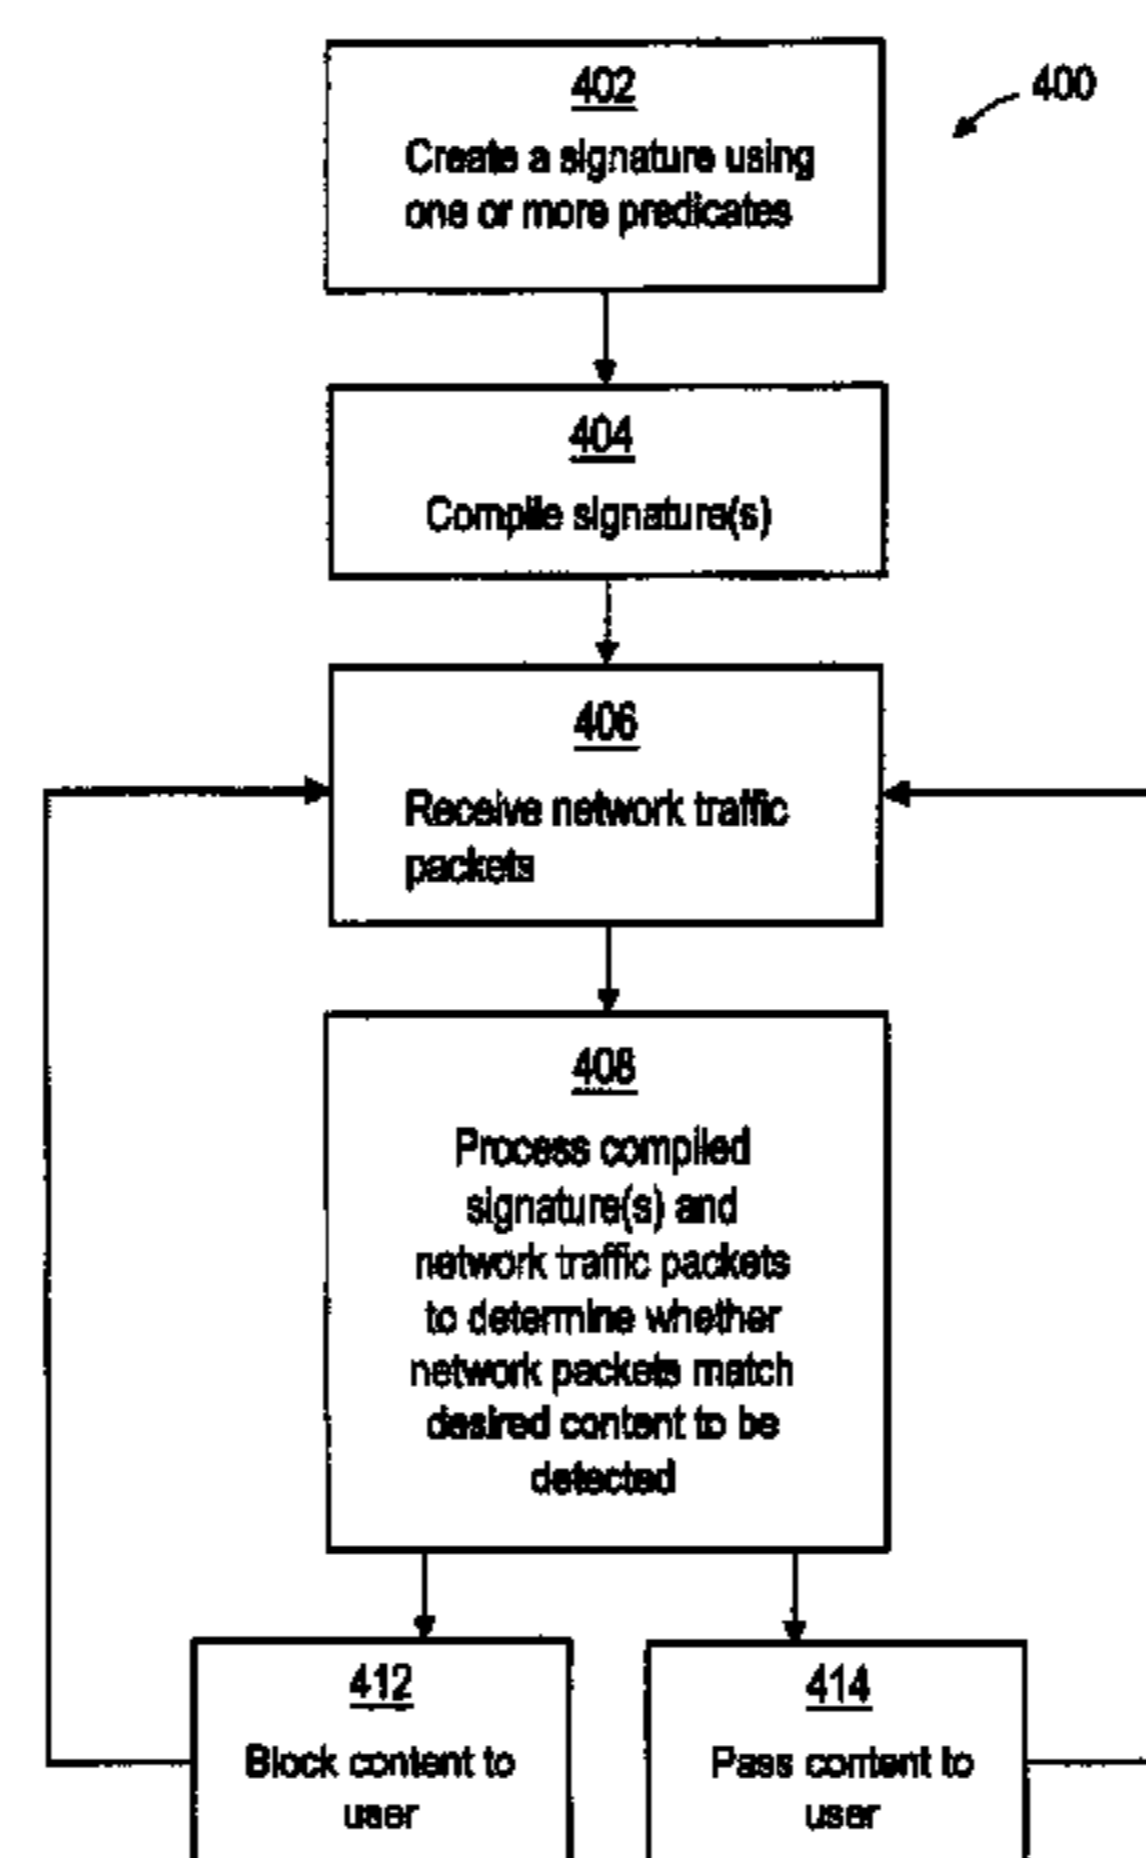 402
400
Create a signature using
one or more predicates
404
Compile signature(s)
406
Receive network traffic
packets
408
Process compiled
signature(s) and
network traffic packets
to determine whether
network packets match
desired content to be
detected
412
Block content to
user
414
Pass content to
user